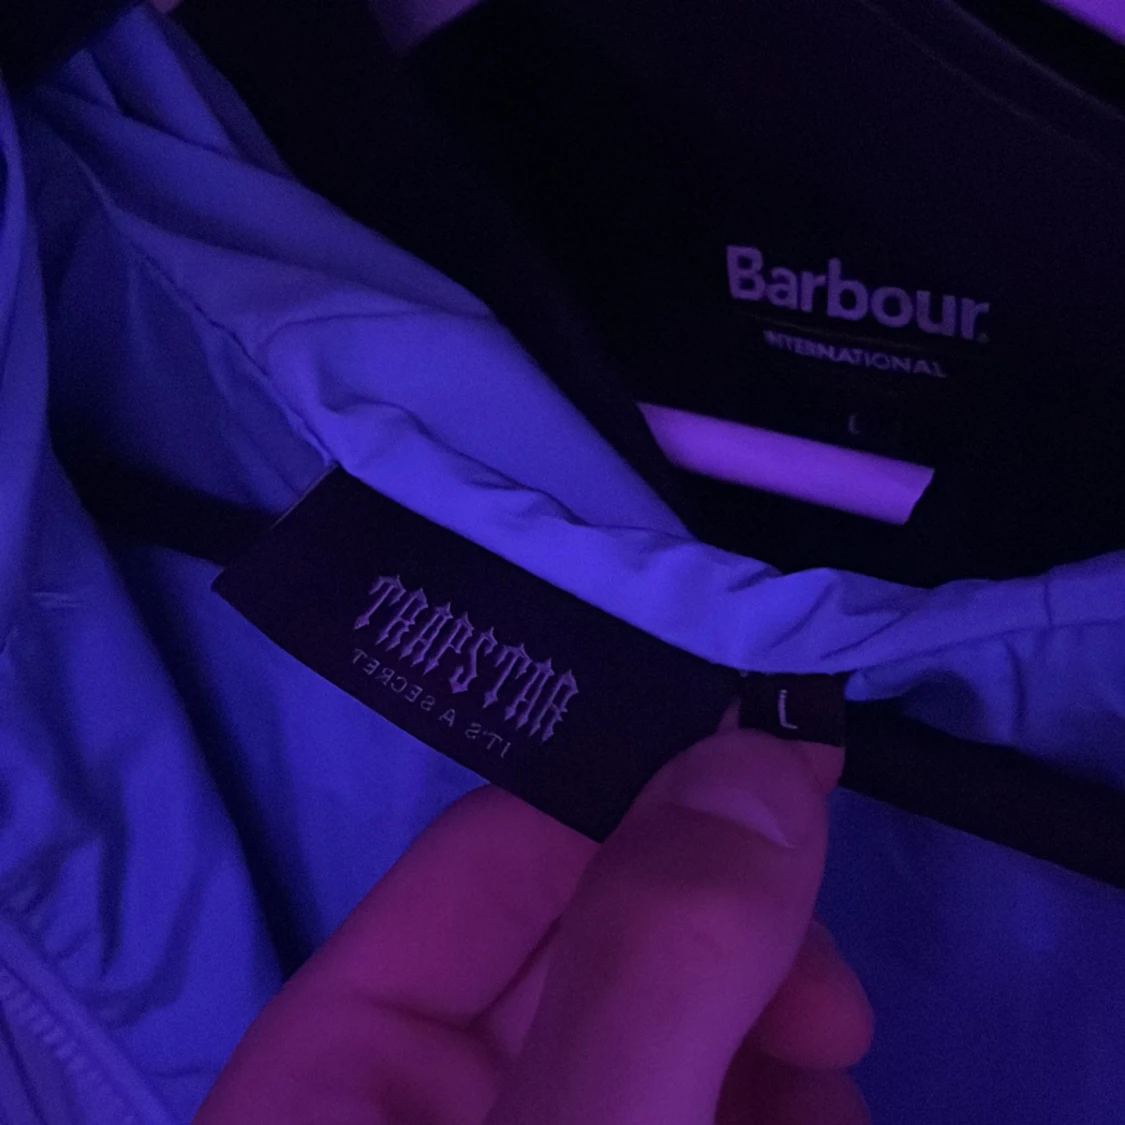 Barbour
INTERNATIONAL
L
TRAPSTAR
IT'S A SECRET
L